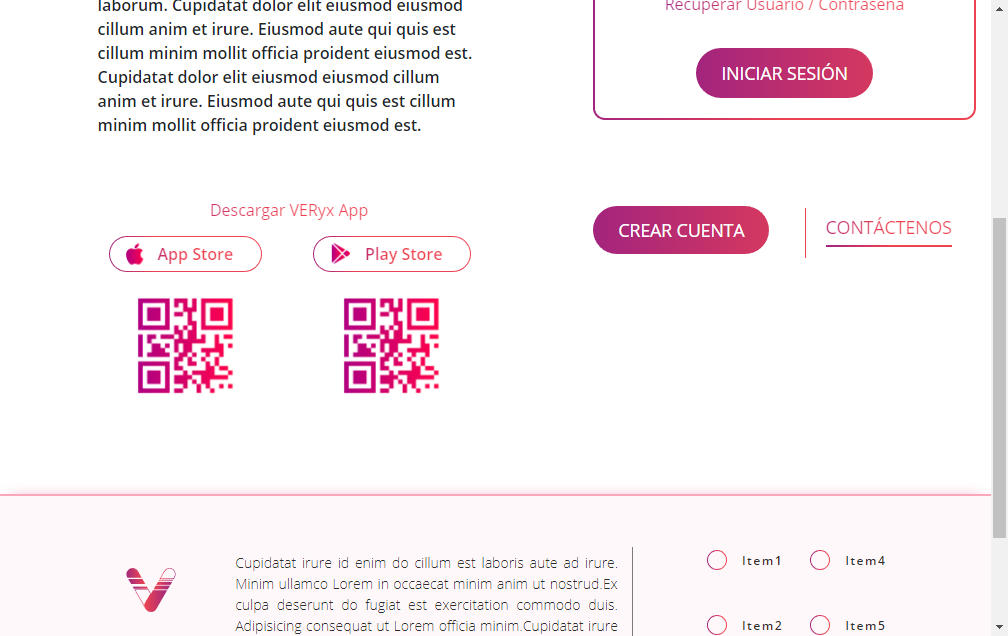 laborum. Cupidatat dolor elit eiusmod eiusmod
cillum anim et irure. Eiusmod aute qui quis est
cillum minim mollit officia proident eiusmod est.
Cupidatat dolor elit eiusmod eiusmod cillum
anim et irure. Eiusmod aute qui quis est cillum
minim mollit officia proident eiusmod est.
Recuperar Usuario / Contraseña
INICIAR SESIÓN
Descargar VERyx App
App Store
Play Store
CREAR CUENTA
CONTÁCTENOS
Cupidatat irure id enim do cillum est laboris aute ad irure.
Minim ullamco Lorem in occaecat minim anim ut nostrud.Ex
culpa deserunt do fugiat est exercitation commodo duis.
Adipisicing consequat ut Lorem officia minim.Cupidatat irure
Item1
Item4
Item2
Item5